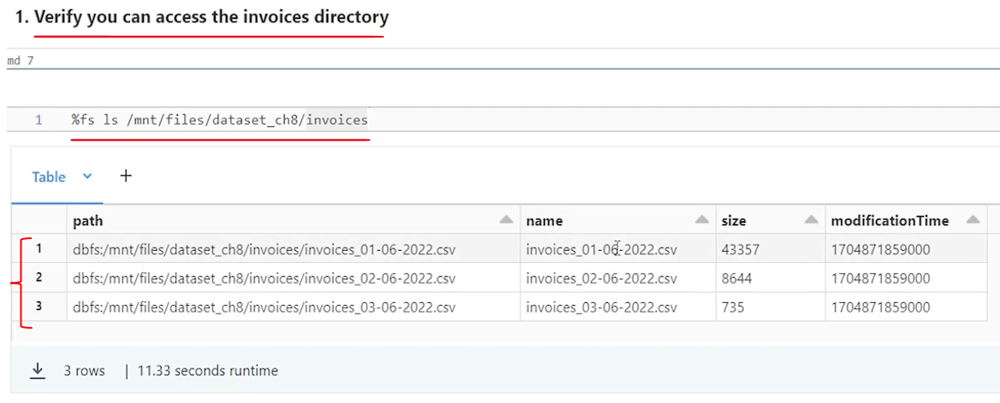 1. Verify you can access the invoices directory
md 7
1 %fs ls /mnt/files/dataset_ch8/invoices
Table +
path name size modificationTime
1 dbfs:/mnt/files/dataset_ch8/invoices/invoices_01-06-2022.csv invoices_01-06-2022.csv 43357 1704871859000
2 dbfs:/mnt/files/dataset_ch8/invoices/invoices_02-06-2022.csv invoices_02-06-2022.csv 8644 1704871859000
3 dbfs:/mnt/files/dataset_ch8/invoices/invoices_03-06-2022.csv invoices_03-06-2022.csv 735 1704871859000
3 rows | 11.33 seconds runtime